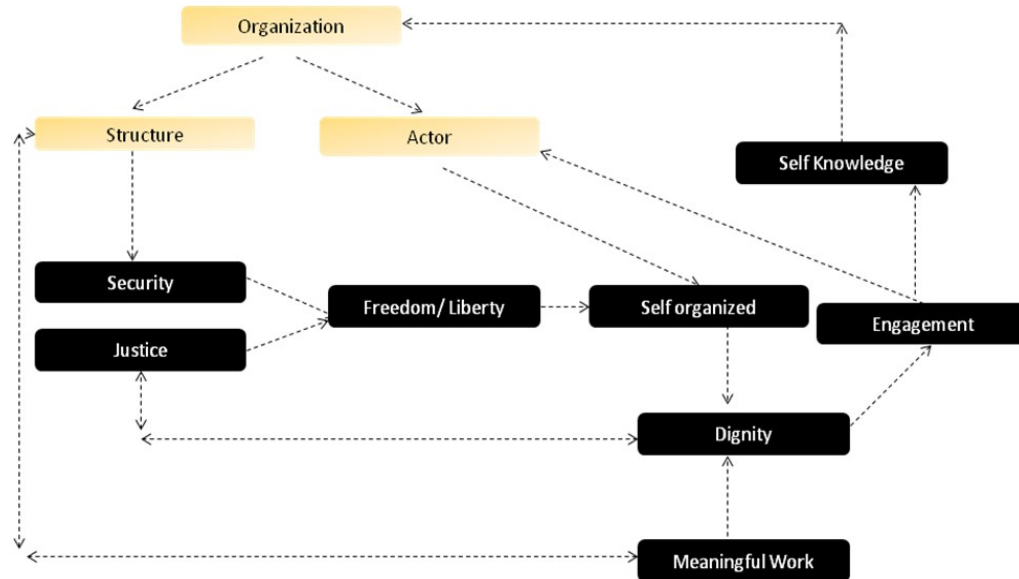 Organization
Structure
Actor
Self Knowledge
Security
Freedom/ Liberty
Self organized
Engagement
Justice
Dignity
Meaningful Work